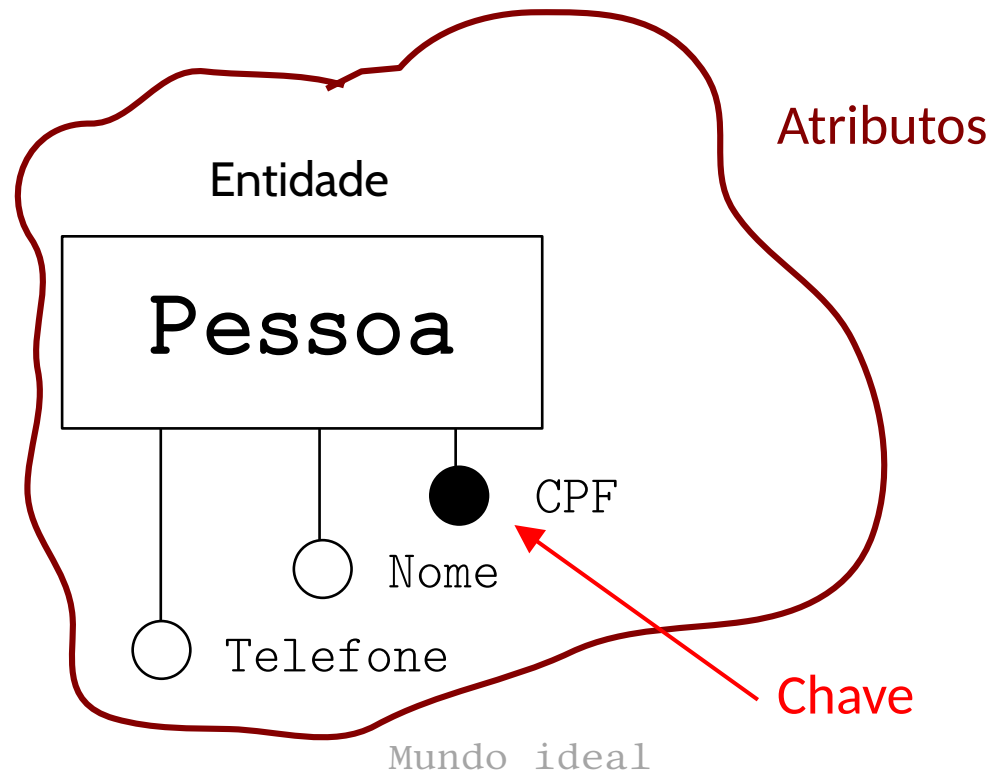 Atributos
Entidade
Pessoa
CPF
Nome
Telefone
Chave
Mundo ideal